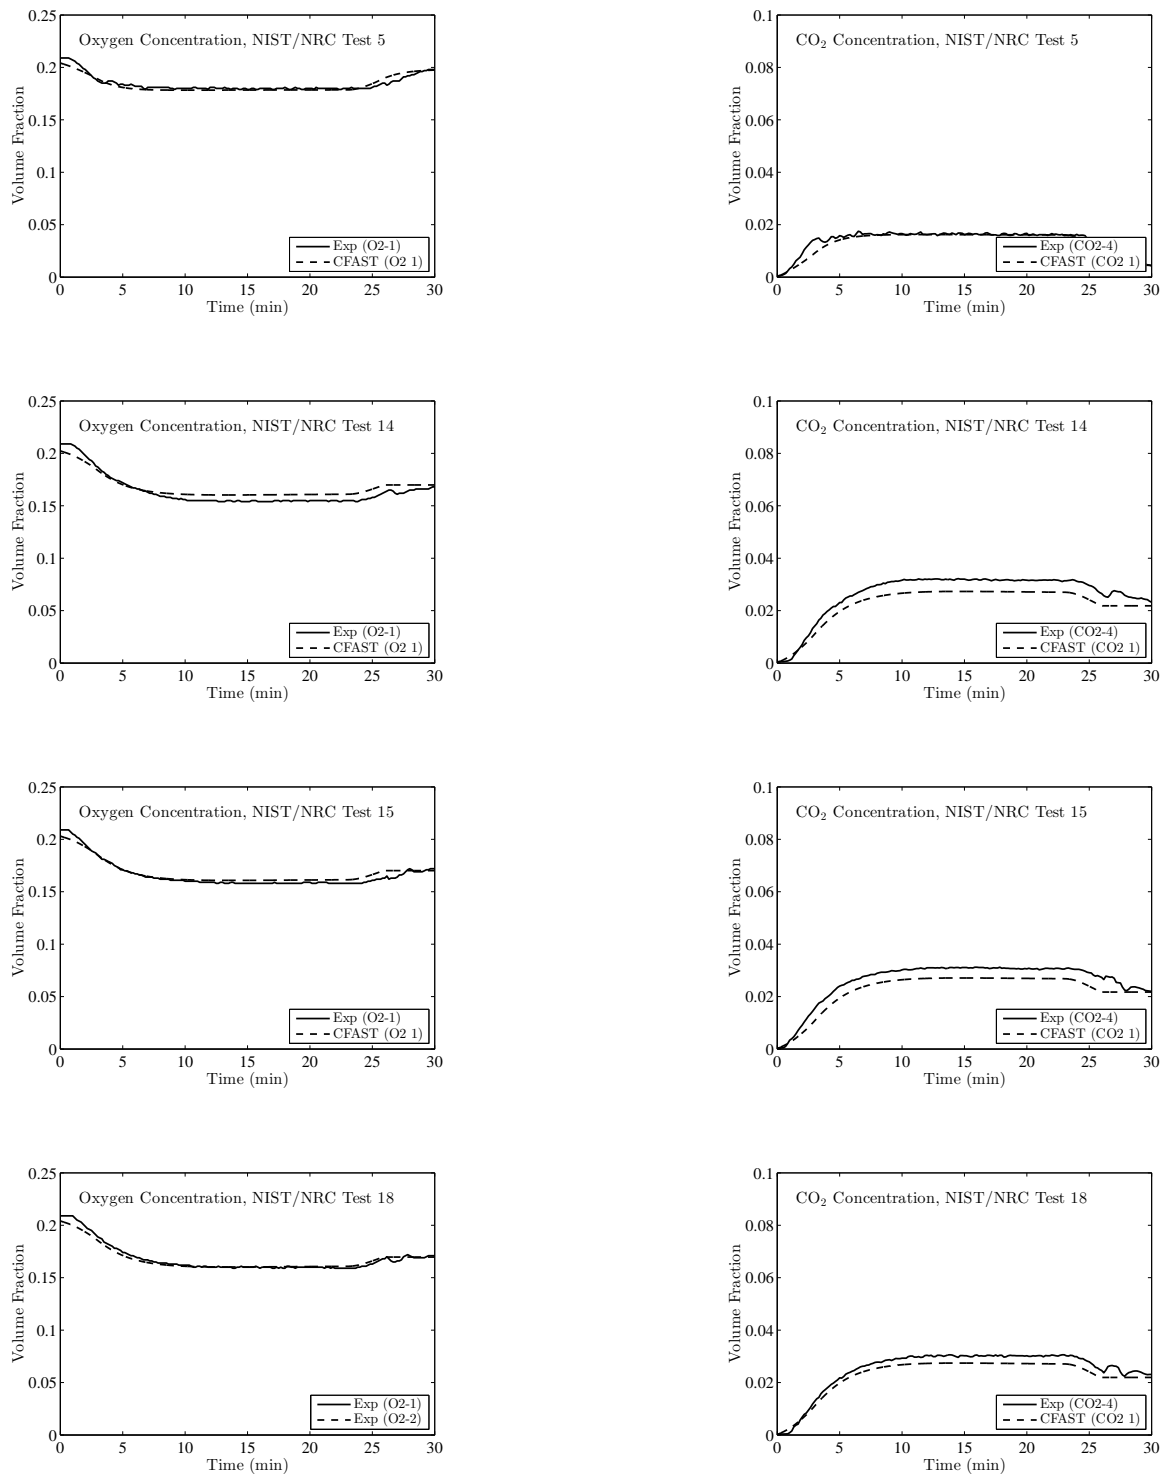 Oxygen Concentration, NIST/NRC Test 5
Volume Fraction
0.25
0.2
0.15
0.1
0.05
0
0 5 10 15 20 25 30
Time (min)
Exp (O2-1)
CFAST (O2 1)
CO₂ Concentration, NIST/NRC Test 5
Volume Fraction
0.1
0.08
0.06
0.04
0.02
0
0 5 10 15 20 25 30
Time (min)
Exp (CO2-4)
CFAST (CO2 1)
Oxygen Concentration, NIST/NRC Test 14
Volume Fraction
0.25
0.2
0.15
0.1
0.05
0
0 5 10 15 20 25 30
Time (min)
Exp (O2-1)
CFAST (O2 1)
CO₂ Concentration, NIST/NRC Test 14
Volume Fraction
0.1
0.08
0.06
0.04
0.02
0
0 5 10 15 20 25 30
Time (min)
Exp (CO2-4)
CFAST (CO2 1)
Oxygen Concentration, NIST/NRC Test 15
Volume Fraction
0.25
0.2
0.15
0.1
0.05
0
0 5 10 15 20 25 30
Time (min)
Exp (O2-1)
CFAST (O2 1)
CO₂ Concentration, NIST/NRC Test 15
Volume Fraction
0.1
0.08
0.06
0.04
0.02
0
0 5 10 15 20 25 30
Time (min)
Exp (CO2-4)
CFAST (CO2 1)
Oxygen Concentration, NIST/NRC Test 18
Volume Fraction
0.25
0.2
0.15
0.1
0.05
0
0 5 10 15 20 25 30
Time (min)
Exp (O2-1)
Exp (O2-2)
CO₂ Concentration, NIST/NRC Test 18
Volume Fraction
0.1
0.08
0.06
0.04
0.02
0
0 5 10 15 20 25 30
Time (min)
Exp (CO2-4)
CFAST (CO2 1)